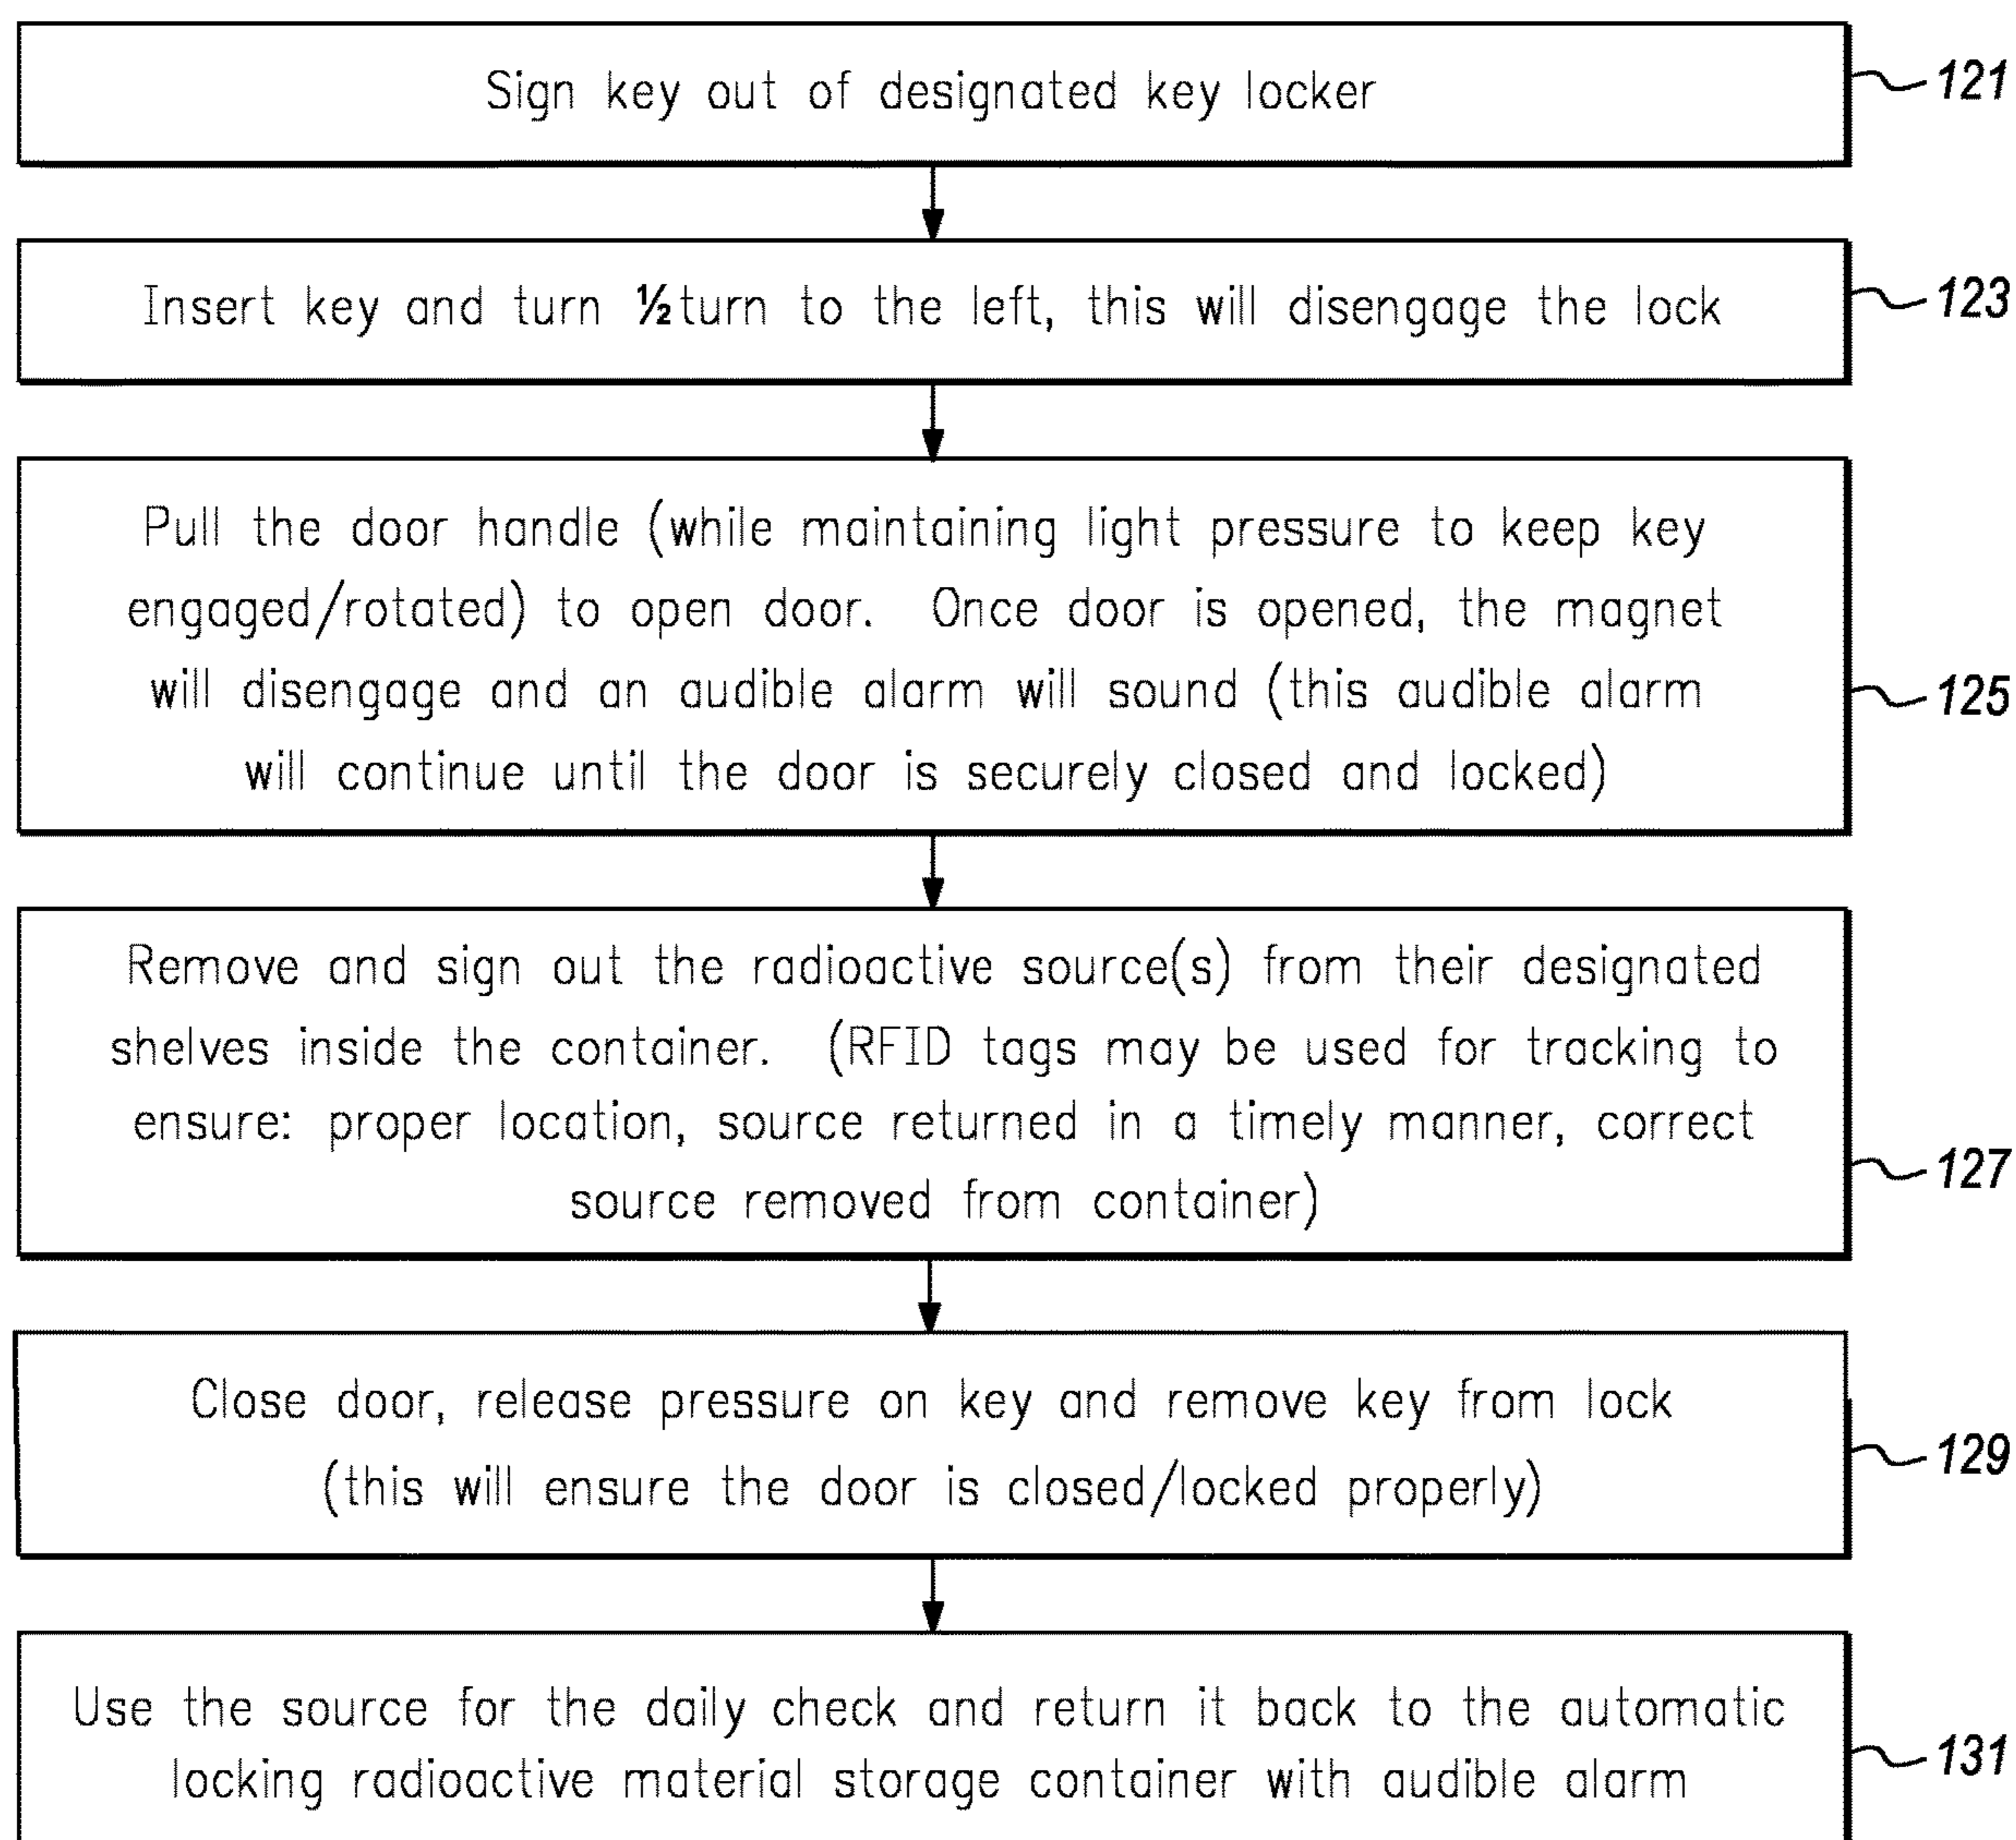 Sign key out of designated key locker
121
Insert key and turn ½ turn to the left, this will disengage the lock
123
Pull the door handle (while maintaining light pressure to keep key
engaged/rotated) to open door. Once door is opened, the magnet
will disengage and an audible alarm will sound (this audible alarm
will continue until the door is securely closed and locked)
125
Remove and sign out the radioactive source(s) from their designated
shelves inside the container. (RFID tags may be used for tracking to
ensure: proper location, source returned in a timely manner, correct
source removed from container)
127
Close door, release pressure on key and remove key from lock
(this will ensure the door is closed/locked properly)
129
Use the source for the daily check and return it back to the automatic
locking radioactive material storage container with audible alarm
131